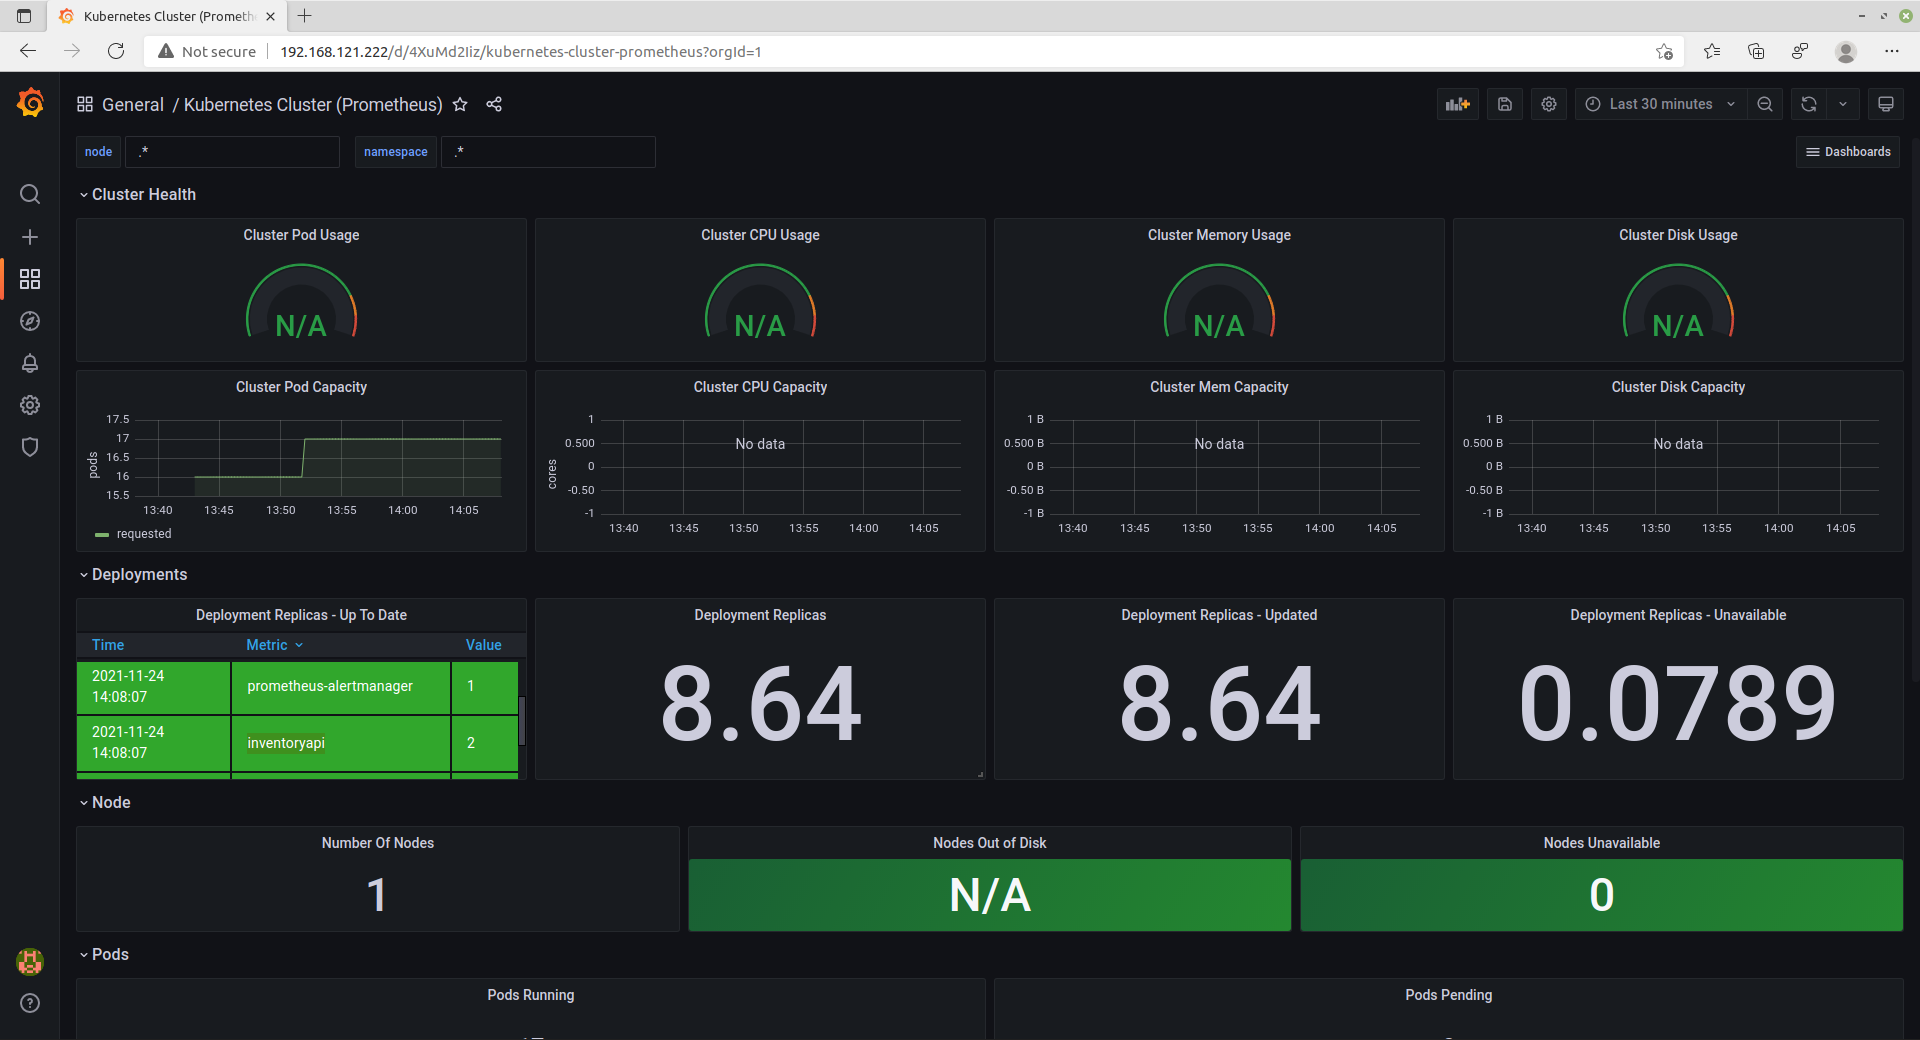 Kubernetes Cluster (Prometh
Not secure
192.168.121.222/d/4XuMd2Iiz/kubernetes-cluster-prometheus?orgId=1
General / Kubernetes Cluster (Prometheus)
Last 30 minutes
node .* namespace .*
Dashboards
Cluster Health
Cluster Pod Usage
N/A
Cluster CPU Usage
N/A
Cluster Memory Usage
N/A
Cluster Disk Usage
N/A
Cluster Pod Capacity
pods
17.5
17
16.5
16
15.5
13:40 13:45 13:50 13:55 14:00 14:05
requested
Cluster CPU Capacity
cores
1
0.500
0
-0.50
-1
No data
13:40 13:45 13:50 13:55 14:00 14:05
Cluster Mem Capacity
1 B
0.500 B
0 B
-0.50 B
-1 B
No data
13:40 13:45 13:50 13:55 14:00 14:05
Cluster Disk Capacity
1 B
0.500 B
0 B
-0.50 B
-1 B
No data
13:40 13:45 13:50 13:55 14:00 14:05
Deployments
Deployment Replicas - Up To Date
Time Metric Value
2021-11-24
14:08:07
prometheus-alertmanager 1
2021-11-24
14:08:07
inventoryapi 2
Deployment Replicas
8.64
Deployment Replicas - Updated
8.64
Deployment Replicas - Unavailable
0.0789
Node
Number Of Nodes
1
Nodes Out of Disk
N/A
Nodes Unavailable
0
Pods
Pods Running
Pods Pending